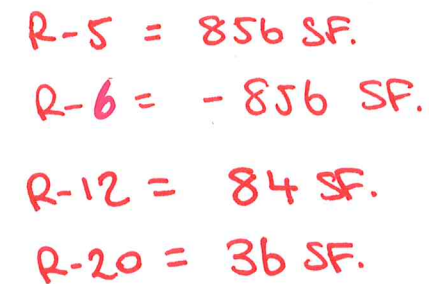 R-5 = 856 SF.
R-6 = - 856 SF.
R-12 = 84 SF.
R-20 = 36 SF.